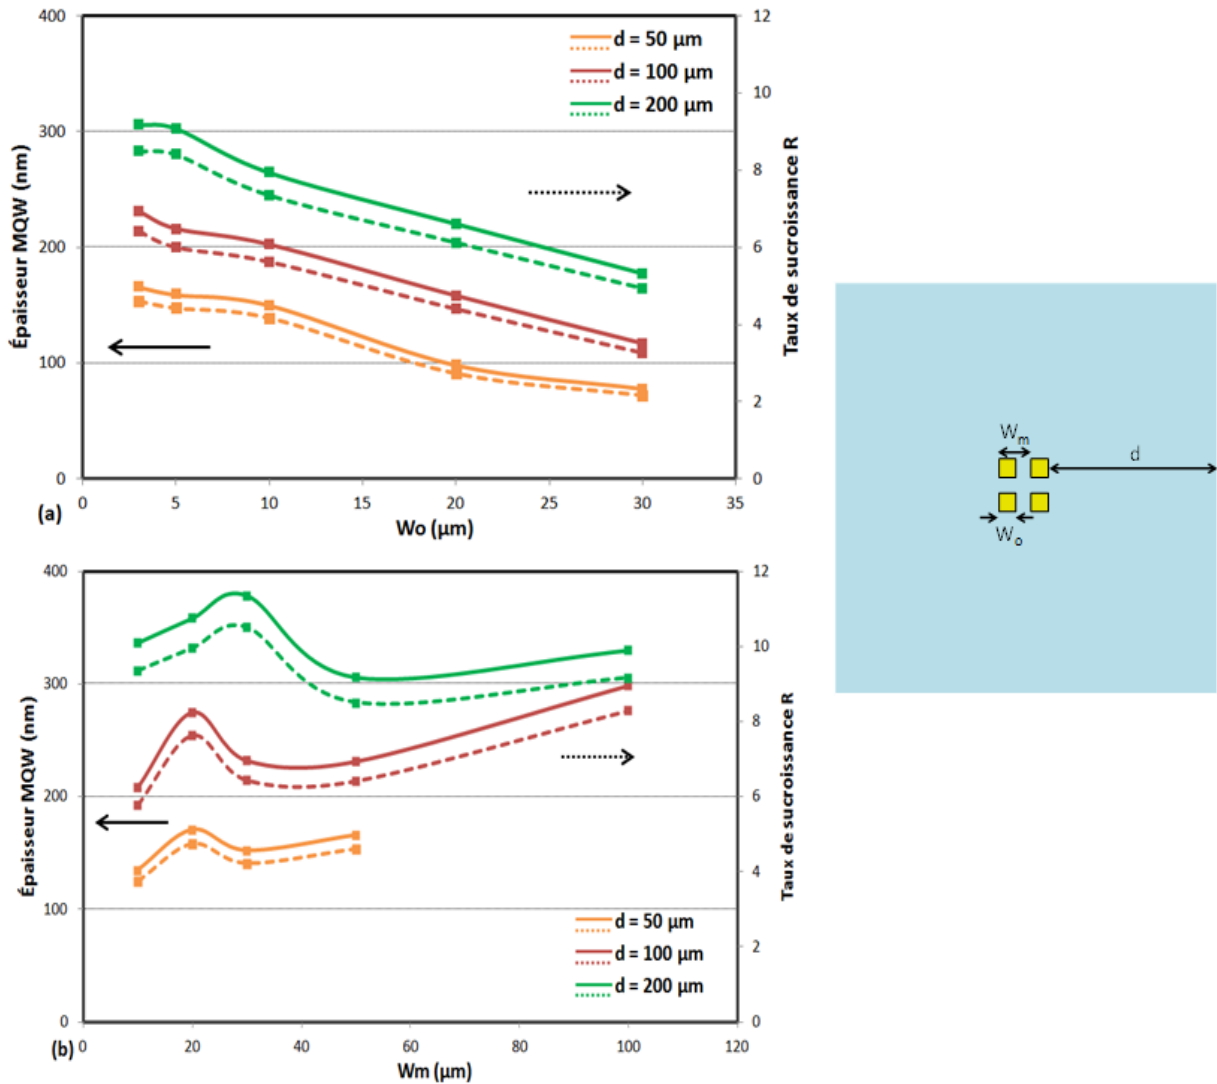 400
300
200
100
0
Épaisseur MQW (nm)
12
10
8
6
4
2
0
Taux de sucroissance R
d = 50 µm
d = 100 µm
d = 200 µm
0 5 10 15 20 25 30 35
(a)
Wo (µm)
400
300
200
100
0
Épaisseur MQW (nm)
12
10
8
6
4
2
0
Taux de sucroissance R
d = 50 µm
d = 100 µm
d = 200 µm
(b) 0 20 40 60 80 100 120
Wm (µm)
Wm
d
Wo